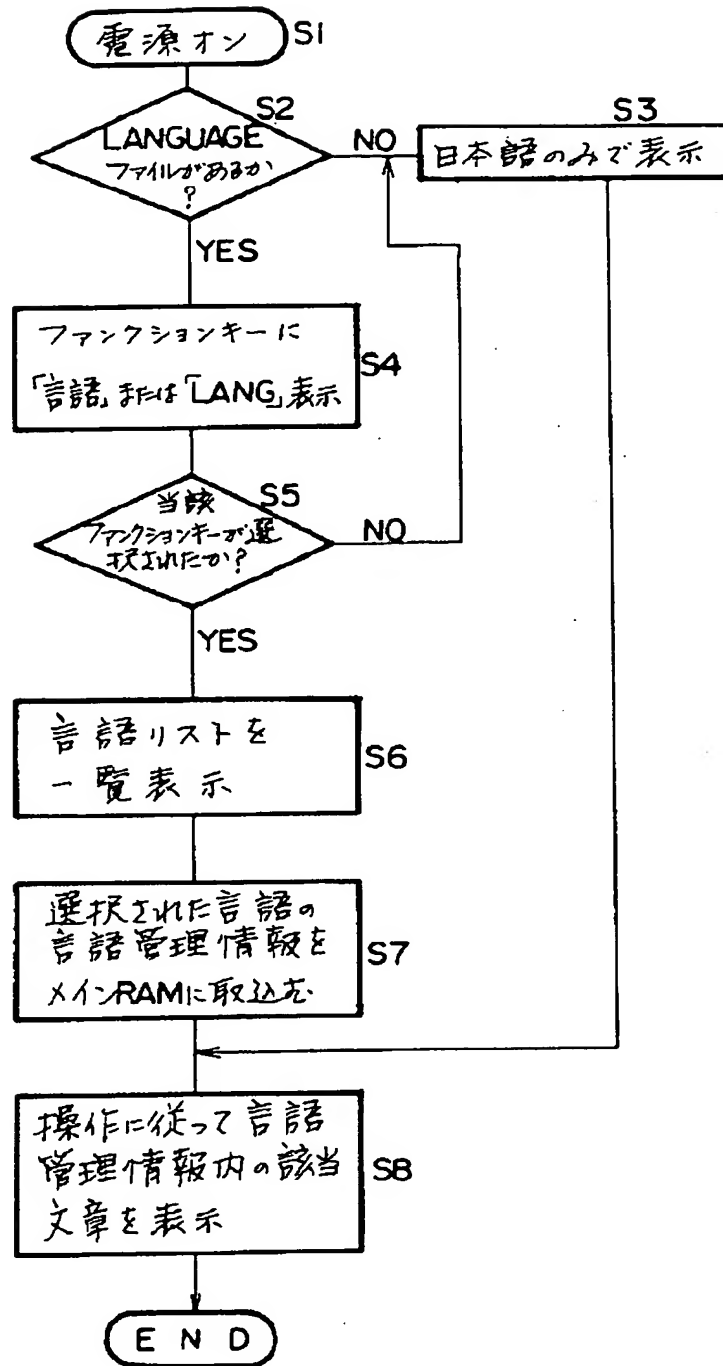 電源オン
S1
S2
LANGUAGE
ファイルがあるか
?
NO
S3
日本語のみで表示
YES
ファンクションキーに
「言語」または「LANG」表示
S4
S5
当該
ファンクションキーが選
択されたか?
NO
YES
言語リストを
一覧表示
S6
選択された言語の
言語管理情報を
メインRAMに取込む
S7
操作に従って言語
管理情報内の該当
文章を表示
S8
END